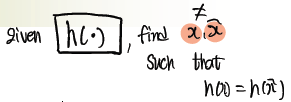 given h(·), find x, x̃
≠
Such that
h(x) = h(x̃)